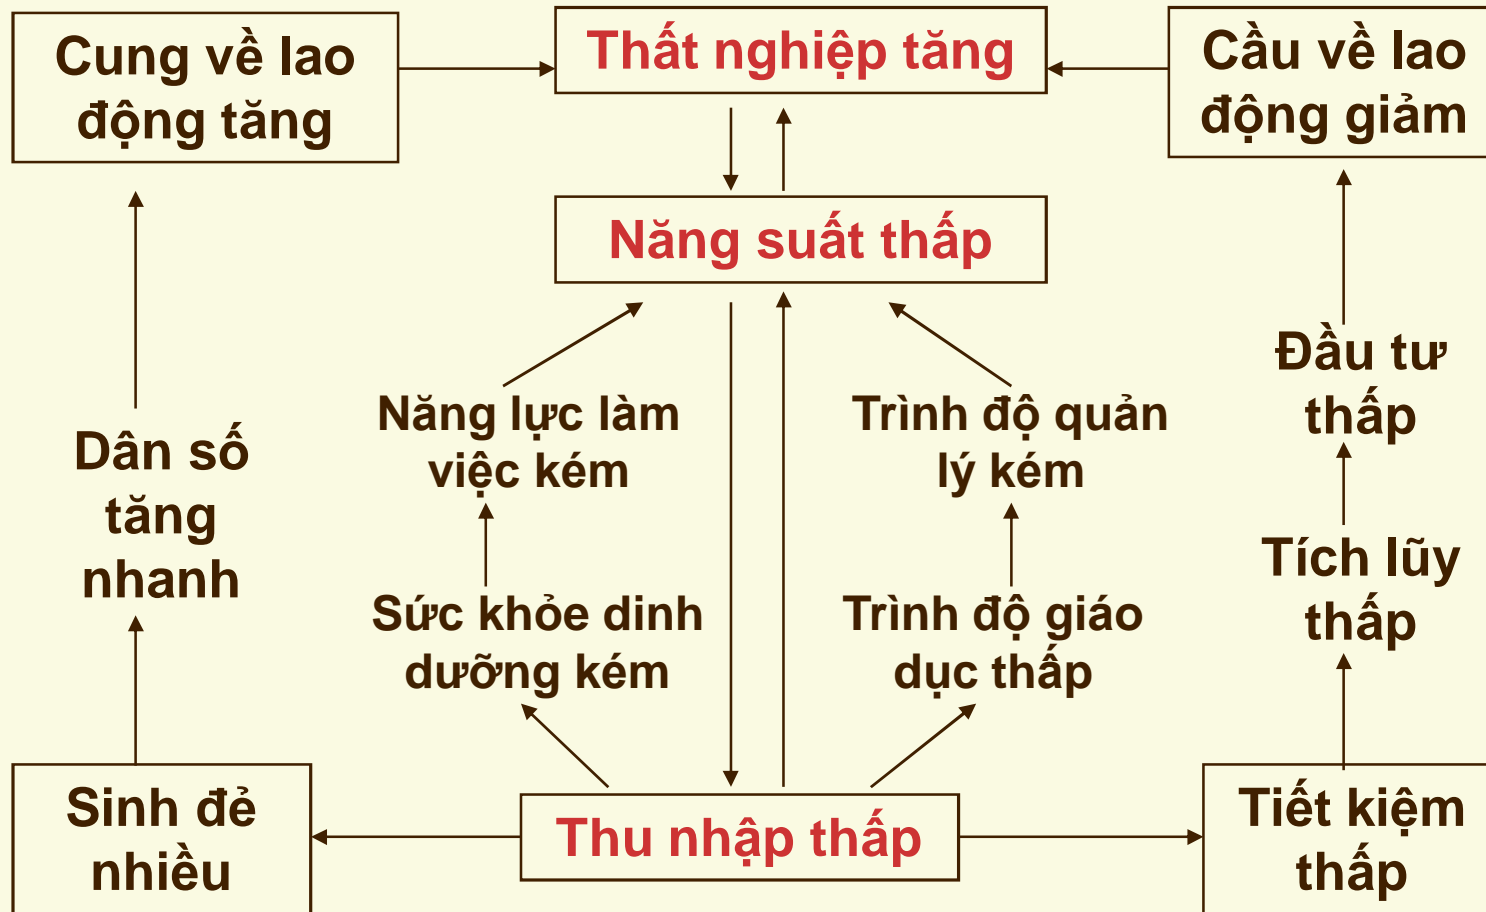 Cung về lao
động tăng
Thất nghiệp tăng
Cầu về lao
động giảm
Năng suất thấp
Dân số
tăng
nhanh
Năng lực làm
việc kém
Trình độ quản
lý kém
Đầu tư
thấp
Sức khỏe dinh
dưỡng kém
Trình độ giáo
dục thấp
Tích lũy
thấp
Sinh đẻ
nhiều
Thu nhập thấp
Tiết kiệm
thấp